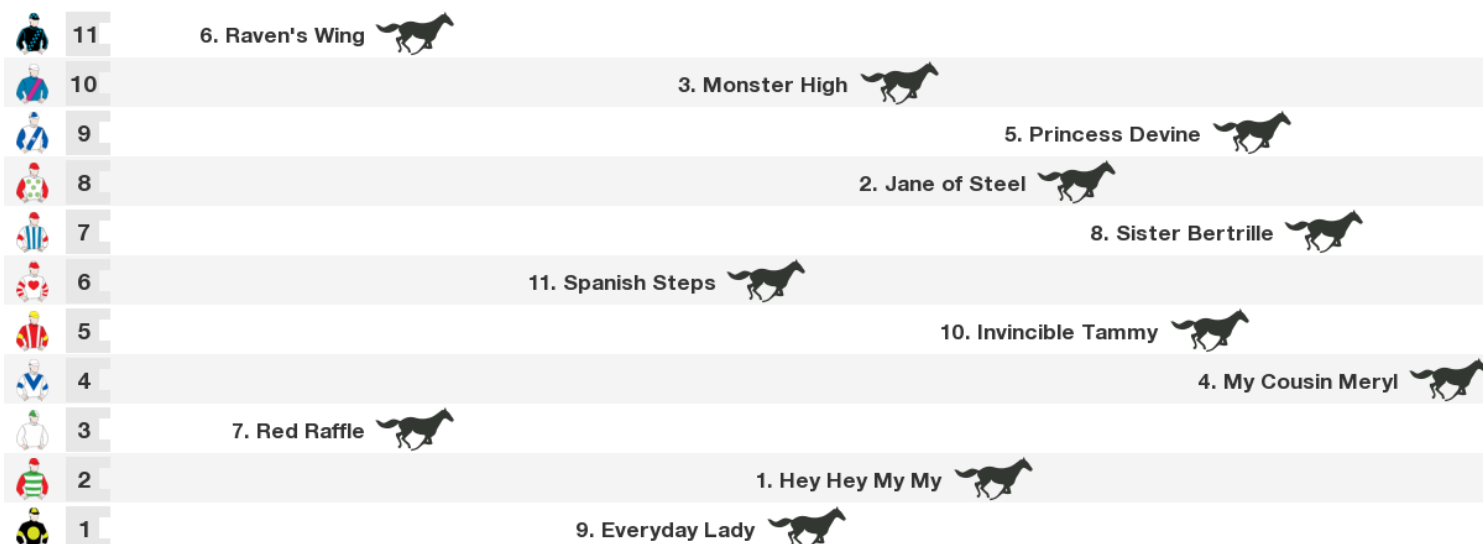 11 6. Raven's Wing
10 3. Monster High
9 5. Princess Devine
8 2. Jane of Steel
7 8. Sister Bertrille
6 11. Spanish Steps
5 10. Invincible Tammy
4 4. My Cousin Meryl
3 7. Red Raffle
2 1. Hey Hey My My
1 9. Everyday Lady